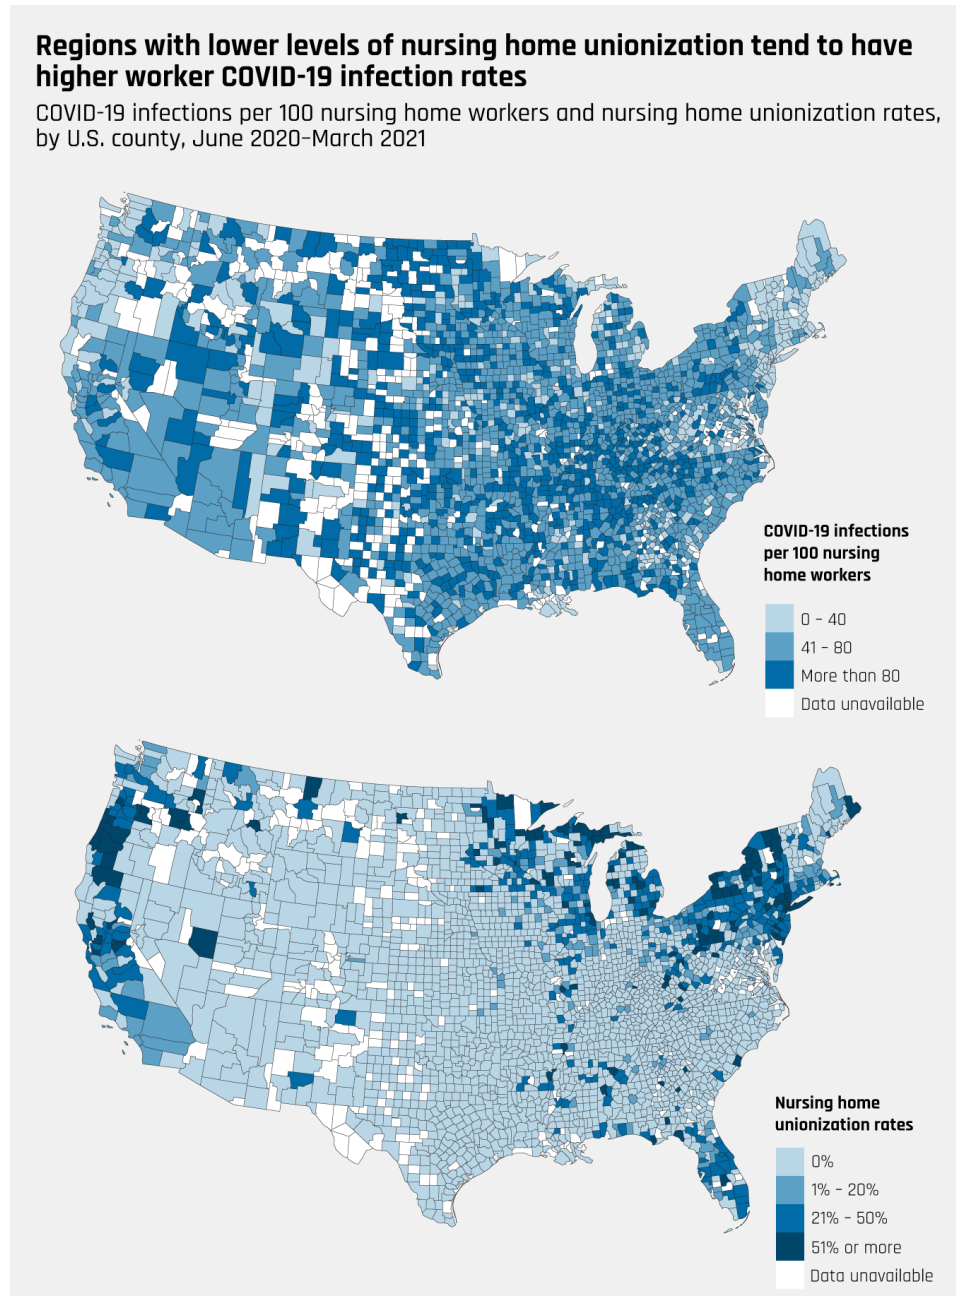 Regions with lower levels of nursing home unionization tend to have
higher worker COVID-19 infection rates
COVID-19 infections per 100 nursing home workers and nursing home unionization rates,
by U.S. county, June 2020–March 2021
COVID-19 infections
per 100 nursing
home workers
0 – 40
41 – 80
More than 80
Data unavailable
Nursing home
unionization rates
0%
1% – 20%
21% – 50%
51% or more
Data unavailable